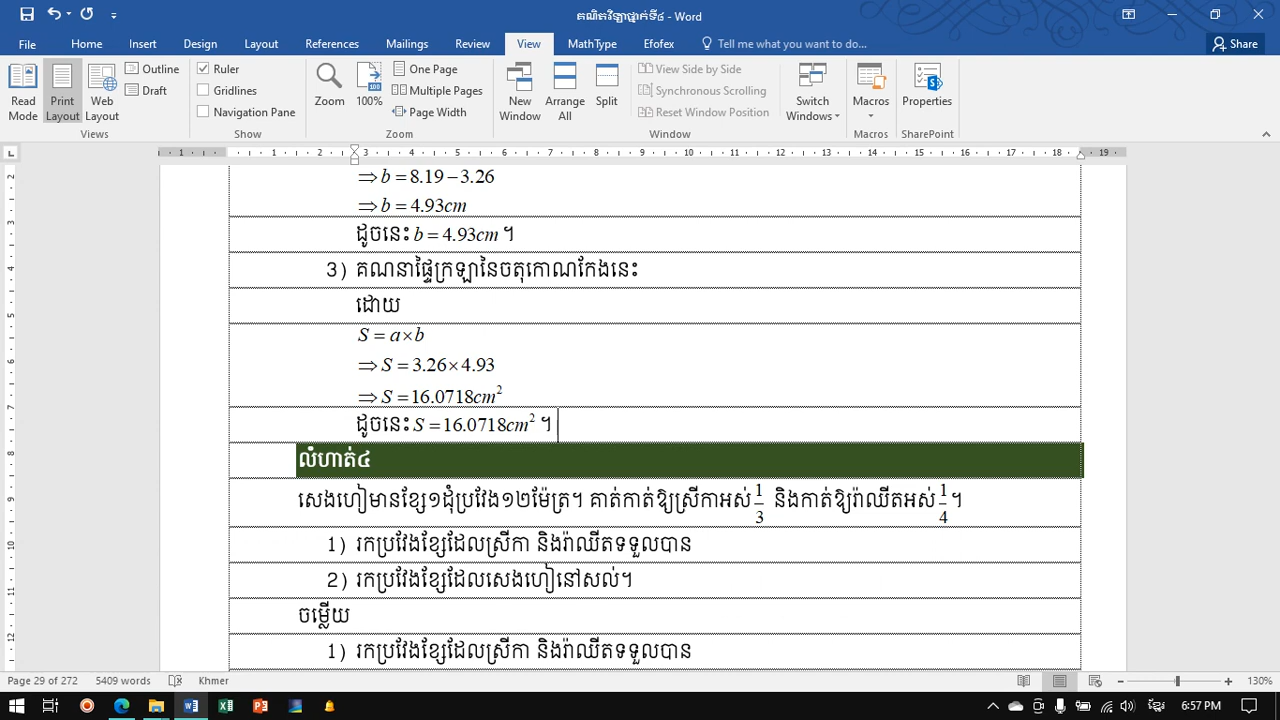 គណិតវិទ្យាថ្នាក់ទី៤ - Word
File Home Insert Design Layout References Mailings Review View MathType Efofex Tell me what you want to do... Share
Read Mode
Print Layout
Web Layout
Outline
Draft
Views
Ruler
Gridlines
Navigation Pane
Show
Zoom
100%
One Page
Multiple Pages
Page Width
Zoom
New Window
Arrange All
Split
View Side by Side
Synchronous Scrolling
Reset Window Position
Window
Switch Windows
Macros
Macros
Properties
SharePoint
⇒ b = 8.19 − 3.26
⇒ b = 4.93cm
ដូចនេះ b = 4.93cm ។
3) គណនាផ្ទៃក្រឡានៃចតុកោណកែងនេះ
ដោយ
S = a × b
⇒ S = 3.26 × 4.93
⇒ S = 16.0718cm²
ដូចនេះ S = 16.0718cm² ។
លំហាត់៤
សេងហៀមានខ្សែ១ដុំប្រវែង១២ម៉ែត្រ។ គាត់កាត់ឱ្យស្រីកាអស់ 1/3 និងកាត់ឱ្យរ៉ាឈីតអស់ 1/4 ។
1) រកប្រវែងខ្សែដែលស្រីកា និងរ៉ាឈីតទទួលបាន
2) រកប្រវែងខ្សែដែលសេងហៀនៅសល់។
ចម្លើយ
1) រកប្រវែងខ្សែដែលស្រីកា និងរ៉ាឈីតទទួលបាន
Page 29 of 272 5409 words Khmer 130%
6:57 PM